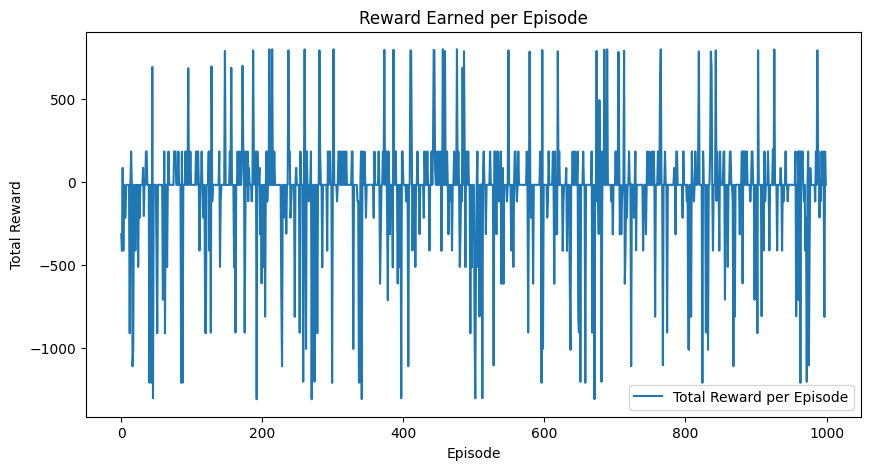 Reward Earned per Episode
Total Reward
500
0
−500
−1000
0
200
400
600
800
1000
Episode
Total Reward per Episode